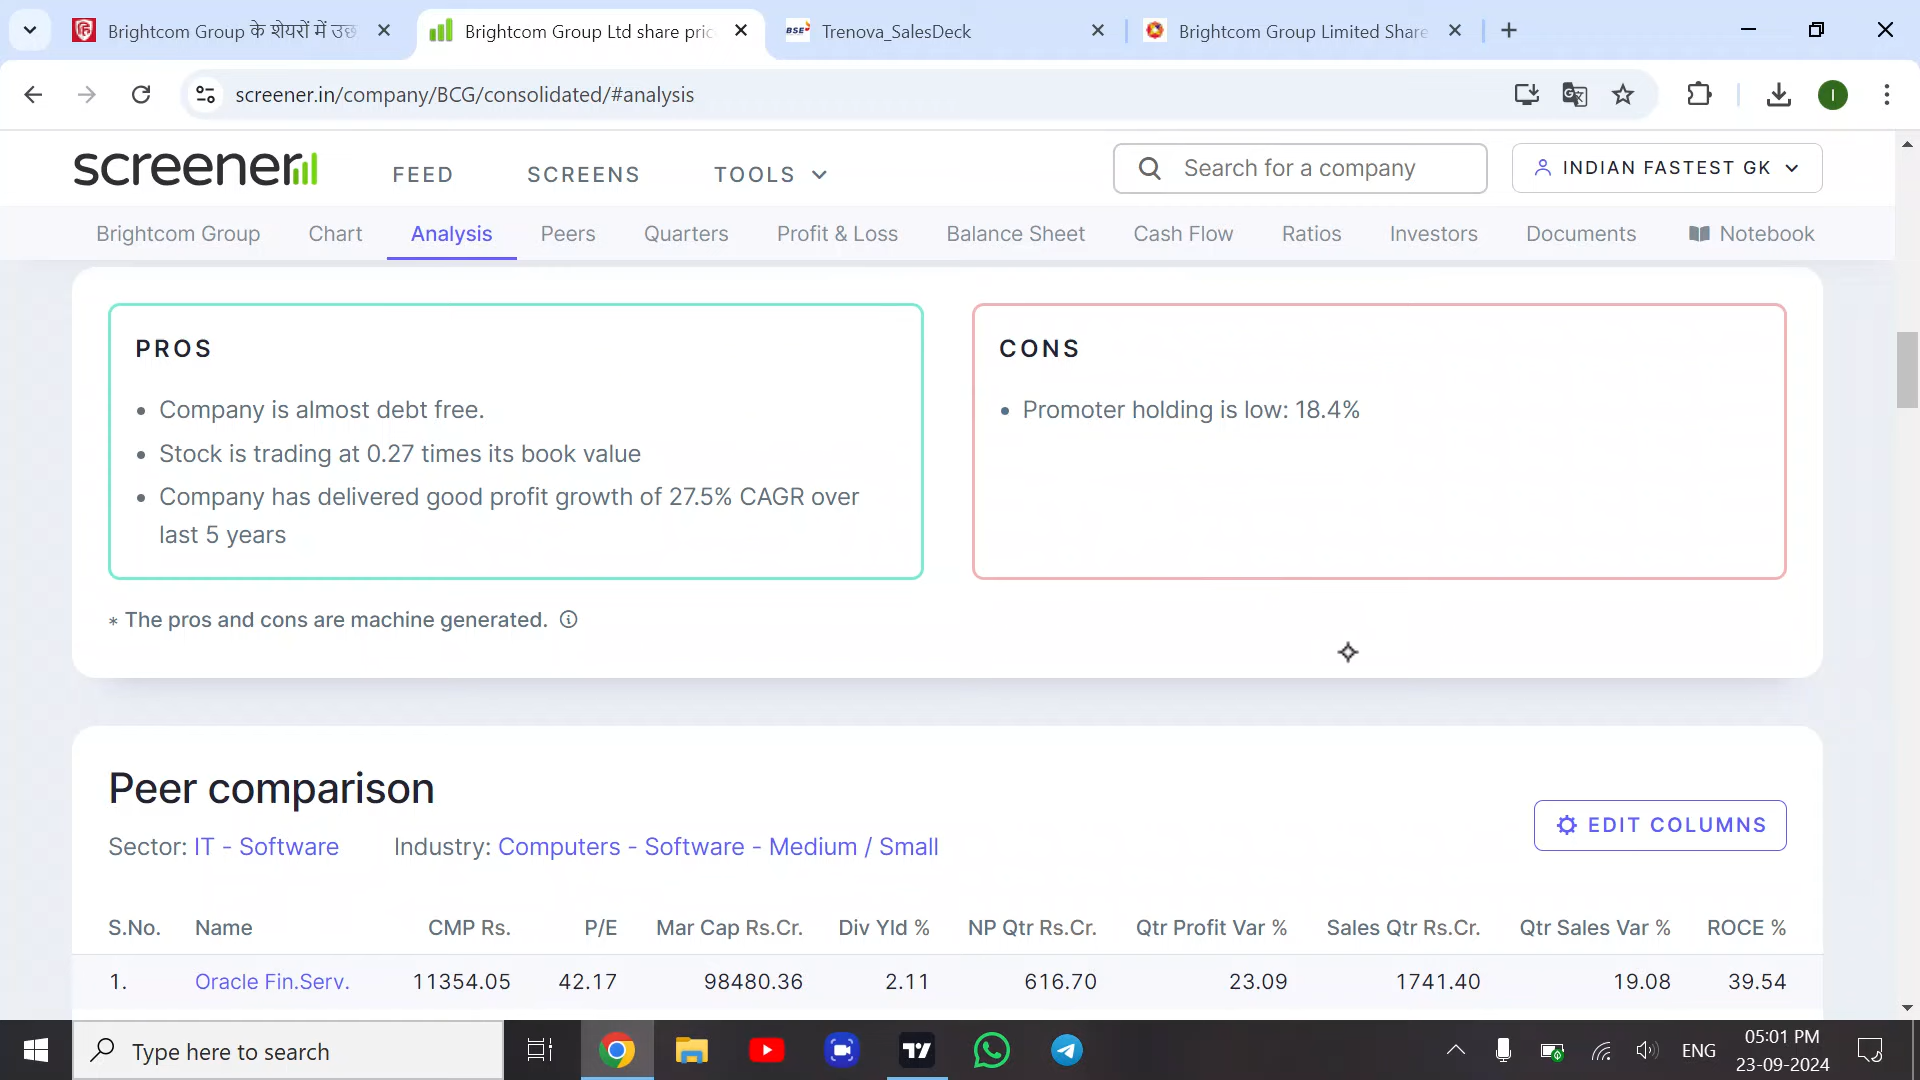 Brightcom Group के शेयरों में उछ
Brightcom Group Ltd share pric
BSE Trenova_SalesDeck
Brightcom Group Limited Share
screener.in/company/BCG/consolidated/#analysis
I
screener
FEED
SCREENS
TOOLS
Search for a company
INDIAN FASTEST GK
Brightcom Group Chart Analysis Peers Quarters Profit & Loss Balance Sheet Cash Flow Ratios Investors Documents Notebook
PROS
• Company is almost debt free.
• Stock is trading at 0.27 times its book value
• Company has delivered good profit growth of 27.5% CAGR over
last 5 years
CONS
• Promoter holding is low: 18.4%
* The pros and cons are machine generated.
Peer comparison
Sector: IT - Software Industry: Computers - Software - Medium / Small
EDIT COLUMNS
S.No. Name CMP Rs. P/E Mar Cap Rs.Cr. Div Yld % NP Qtr Rs.Cr. Qtr Profit Var % Sales Qtr Rs.Cr. Qtr Sales Var % ROCE %
1. Oracle Fin.Serv. 11354.05 42.17 98480.36 2.11 616.70 23.09 1741.40 19.08 39.54
Type here to search
ENG
05:01 PM
23-09-2024